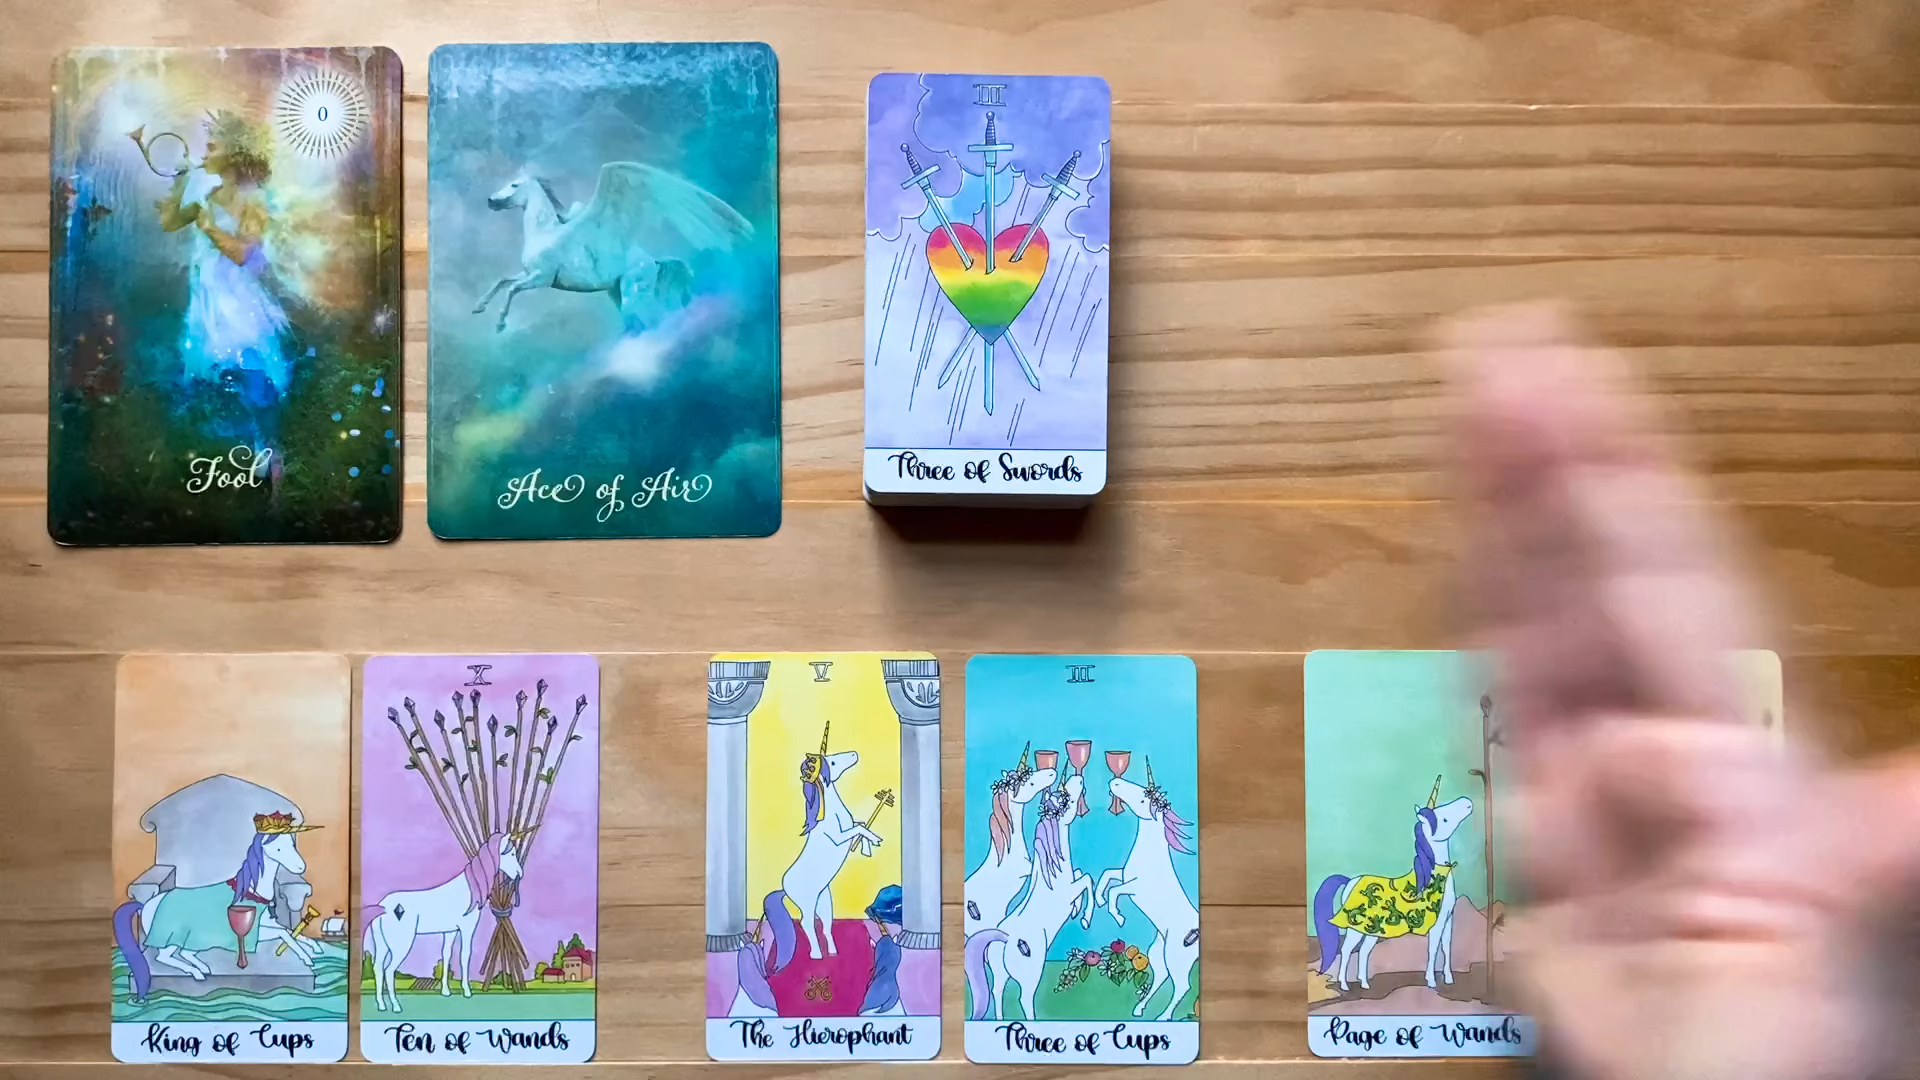 0
Fool
Ace of Air
III
Three of Swords
King of Cups
X
Ten of Wands
V
The Hierophant
III
Three of Cups
Page of Wands